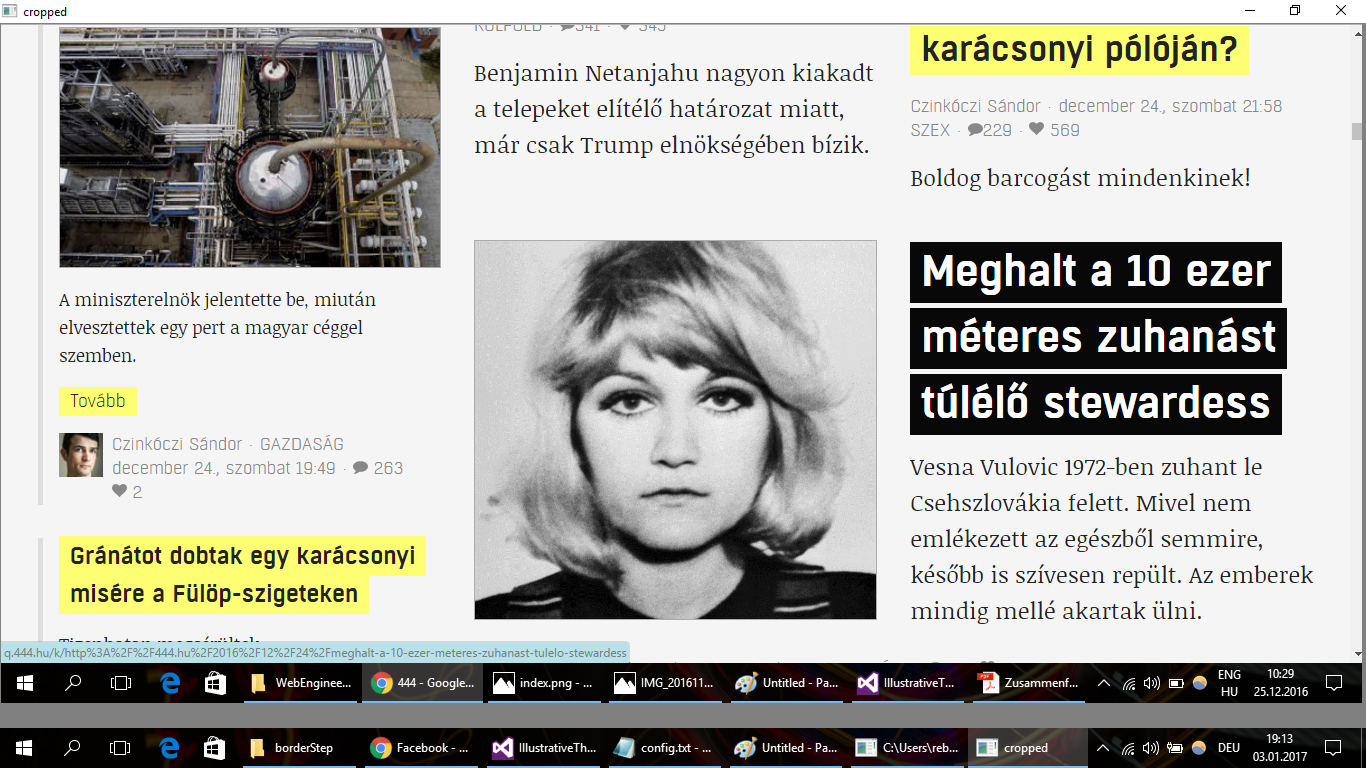 cropped
A miniszterelnök jelentette be, miután
elvesztettek egy pert a magyar céggel
szemben.
Tovább
Czinkóczi Sándor · GAZDASÁG
december 24., szombat 19:49 · 263
2
Gránátot dobtak egy karácsonyi
misére a Fülöp-szigeteken
Tizenhatan megsérültek
KÜLFÖLD · 341 · 345
Benjamin Netanjahu nagyon kiakadt
a telepeket elítélő határozat miatt,
már csak Trump elnökségében bízik.
karácsonyi pólóján?
Czinkóczi Sándor · december 24., szombat 21:58
SZEX · 229 · 569
Boldog barcogást mindenkinek!
Meghalt a 10 ezer
méteres zuhanást
túlélő stewardess
Vesna Vulovic 1972-ben zuhant le
Csehszlovákia felett. Mivel nem
emlékezett az egészből semmire,
később is szívesen repült. Az emberek
mindig mellé akartak ülni.
q.444.hu/k/http%3A%2F%2F444.hu%2F2016%2F12%2F24%2Fmeghalt-a-10-ezer-meteres-zuhanast-tulelo-stewardess
WebEnginee... 444 - Google... index.png - ... IMG_201611... Untitled - Pa... IllustrativeT... PDF Zusammenf... ENG 10:29
HU 25.12.2016
borderStep Facebook - ... IllustrativeTh... config.txt - ... Untitled - Pa... C:\Users\reb... cropped DEU 19:13
03.01.2017